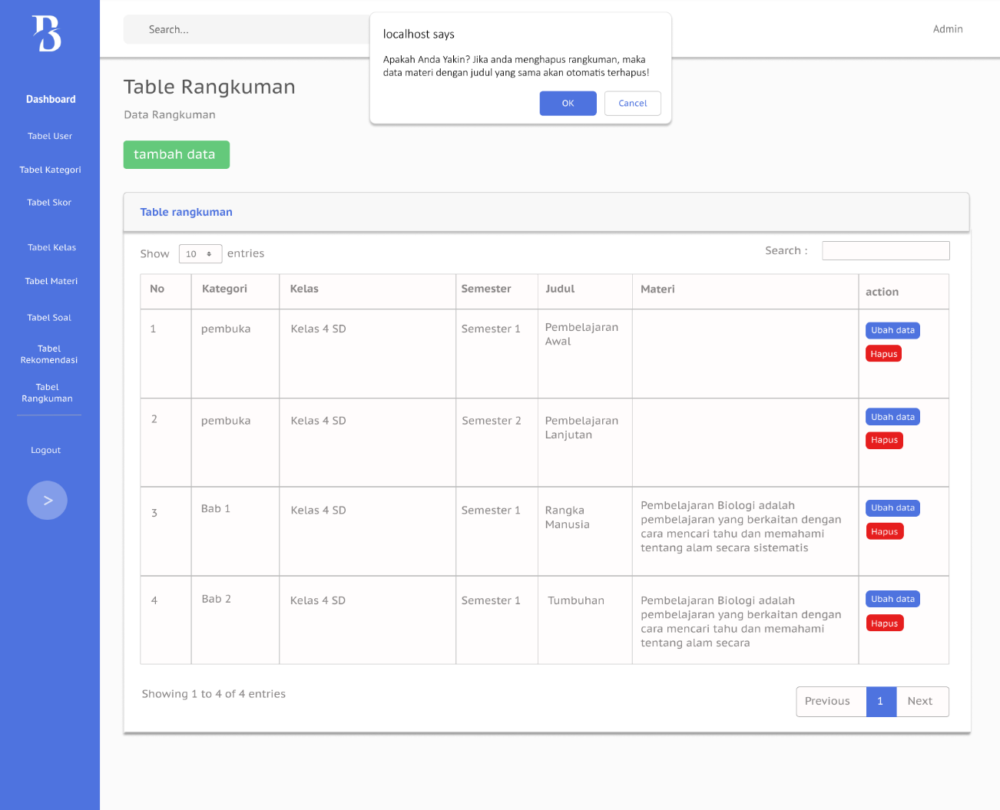 B
Dashboard
Tabel User
Tabel Kategori
Tabel Skor
Tabel Kelas
Tabel Materi
Tabel Soal
Tabel
Rekomendasi
Tabel
Rangkuman
Logout
>
Search...
Admin
localhost says
Apakah Anda Yakin? Jika anda menghapus rangkuman, maka
data materi dengan judul yang sama akan otomatis terhapus!
OK Cancel
Table Rangkuman
Data Rangkuman
tambah data
Table rangkuman
Show 10 entries
Search :
No Kategori Kelas Semester Judul Materi action
1 pembuka Kelas 4 SD Semester 1 Pembelajaran
Awal
Ubah data
Hapus
2 pembuka Kelas 4 SD Semester 2 Pembelajaran
Lanjutan
Ubah data
Hapus
3 Bab 1 Kelas 4 SD Semester 1 Rangka
Manusia
Pembelajaran Biologi adalah
pembelajaran yang berkaitan dengan
cara mencari tahu dan memahami
tentang alam secara sistematis
Ubah data
Hapus
4 Bab 2 Kelas 4 SD Semester 1 Tumbuhan
Pembelajaran Biologi adalah
pembelajaran yang berkaitan dengan
cara mencari tahu dan memahami
tentang alam secara
Ubah data
Hapus
Showing 1 to 4 of 4 entries
Previous 1 Next